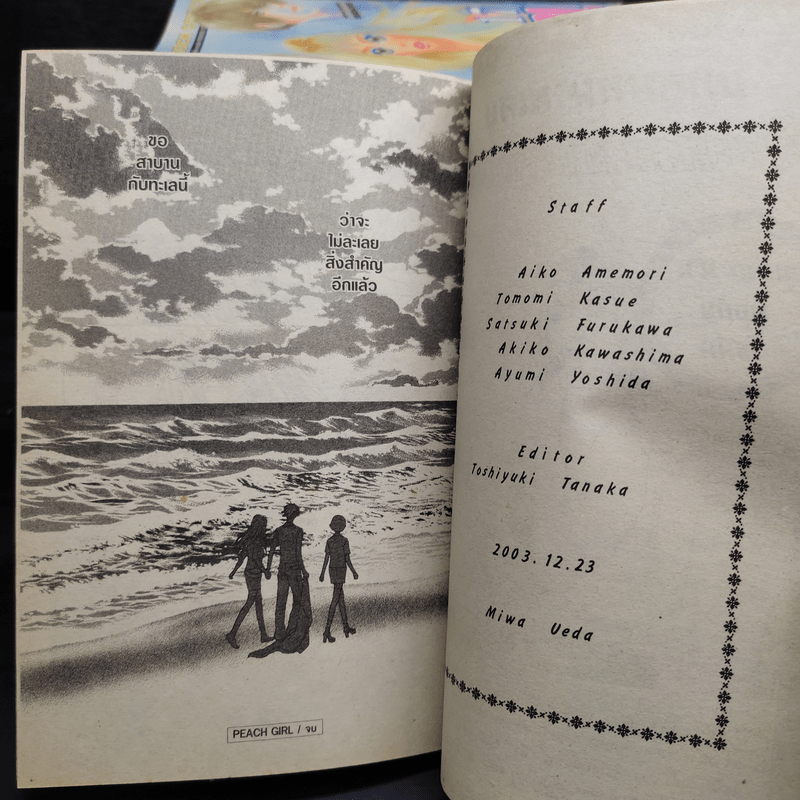 ขอ
สาบาน
กับทะเลนี้
ว่าจะ
ไม่ละเลย
สิ่งสำคัญ
อีกแล้ว
PEACH GIRL / จบ
Staff
Aiko Amemori
Tomomi Kasue
Satsuki Furukawa
Akiko Kawashima
Ayumi Yoshida
Editor
Toshiyuki Tanaka
2003.12.23
Miwa Ueda